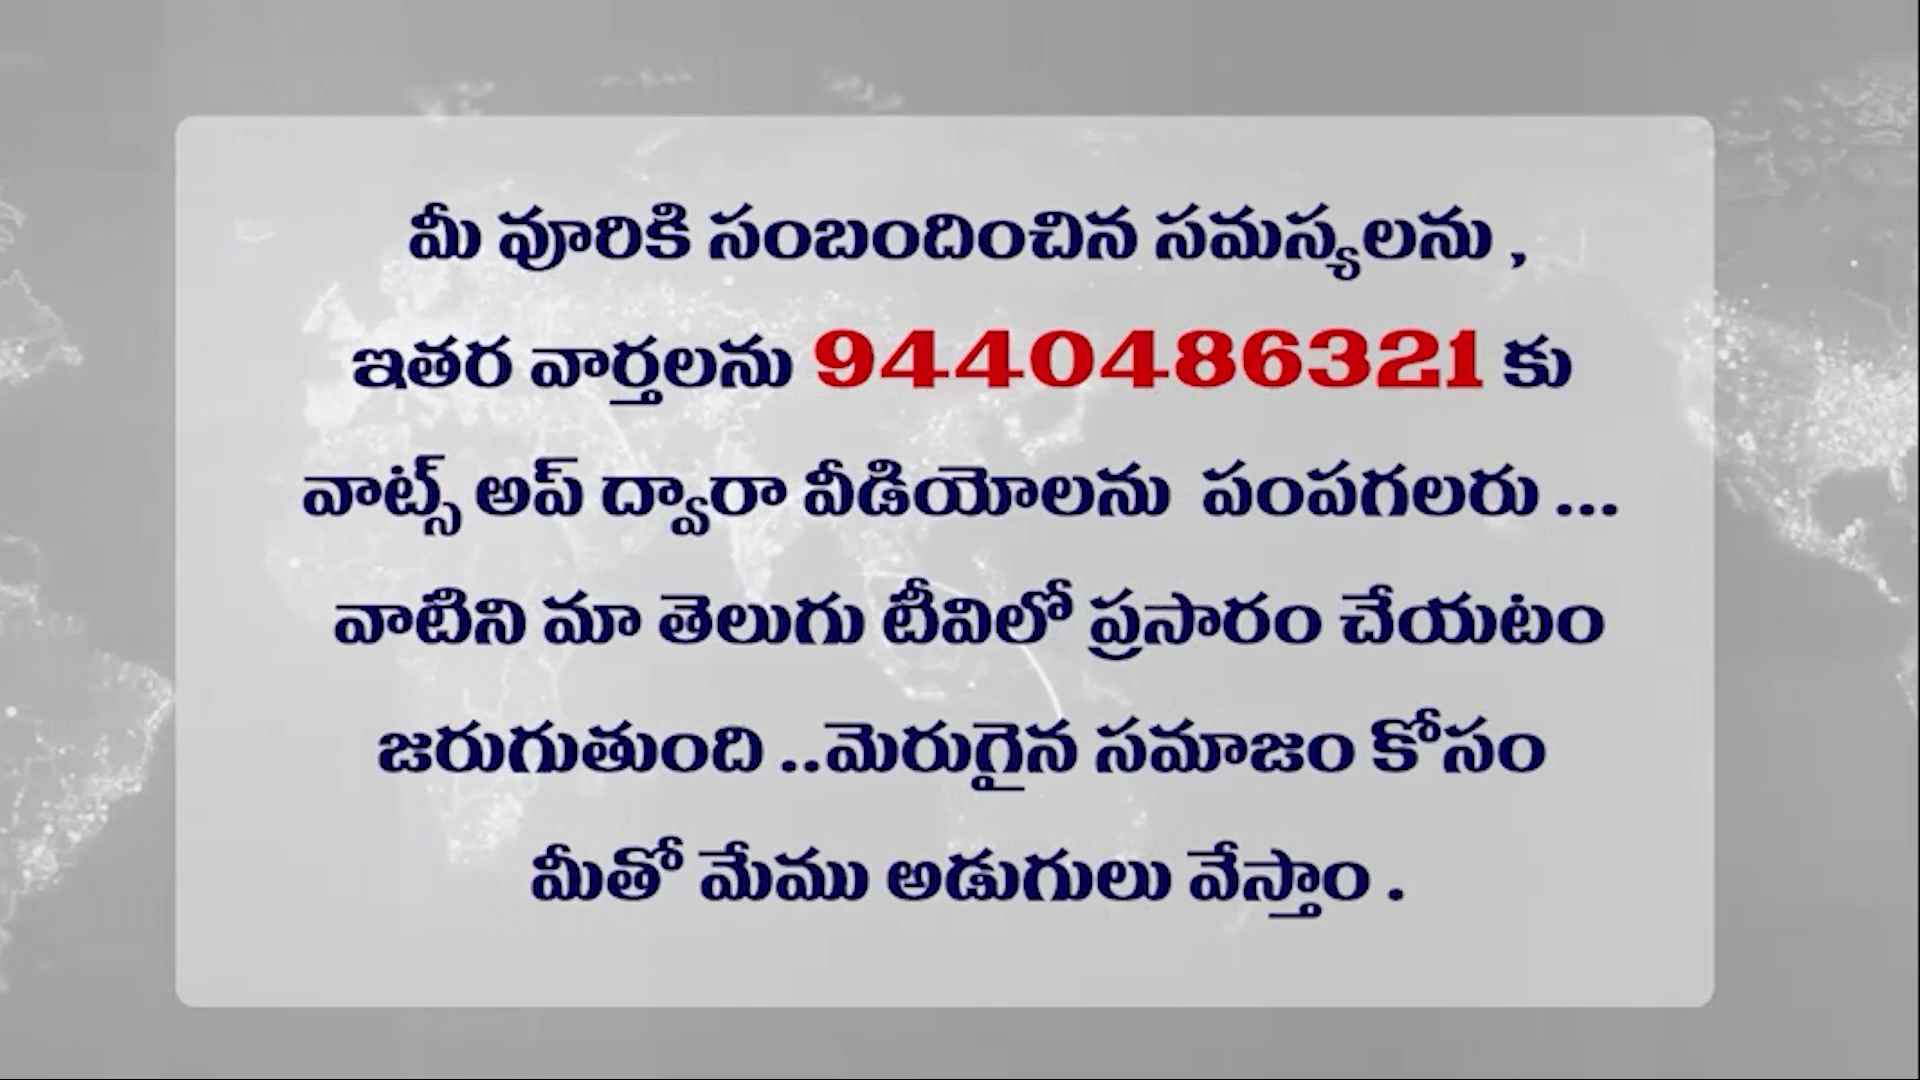 మీ వూరికి సంబందించిన సమస్యలను ,
ఇతర వార్తలను 9440486321 కు
వాట్స్ అప్ ద్వారా వీడియోలను పంపగలరు ...
వాటిని మా తెలుగు టీవిలో ప్రసారం చేయటం
జరుగుతుంది ..మెరుగైన సమాజం కోసం
మీతో మేము అడుగులు వేస్తాం .